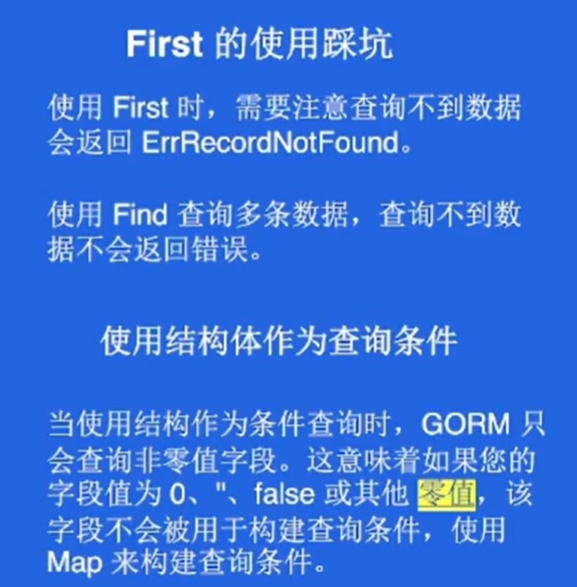 First 的使用踩坑
使用 First 时，需要注意查询不到数据
会返回 ErrRecordNotFound。
使用 Find 查询多条数据，查询不到数
据不会返回错误。
使用结构体作为查询条件
当使用结构作为条件查询时，GORM 只
会查询非零值字段。这意味着如果您的
字段值为 0、''、false 或其他 零值，该
字段不会被用于构建查询条件，使用
Map 来构建查询条件。